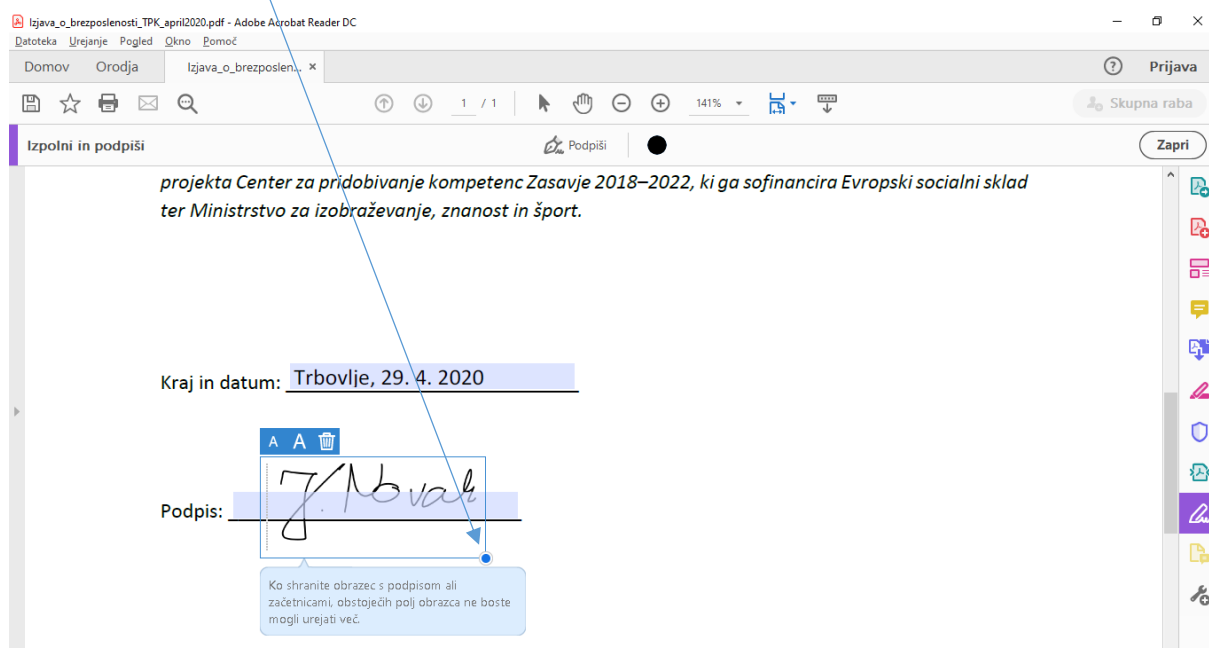 Izjava_o_brezposlenosti_TPK_april2020.pdf - Adobe Acrobat Reader DC
Datoteka Urejanje Pogled Okno Pomoč
Domov Orodja Izjava_o_brezposlen... × Prijava
1 / 1 141% Skupna raba
Izpolni in podpiši Podpiši Zapri
projekta Center za pridobivanje kompetenc Zasavje 2018–2022, ki ga sofinancira Evropski socialni sklad
ter Ministrstvo za izobraževanje, znanost in šport.
Kraj in datum: Trbovlje, 29. 4. 2020
A A
Podpis: J. Novak
Ko shranite obrazec s podpisom ali
začetnicami, obstoječih polj obrazca ne boste
mogli urejati več.